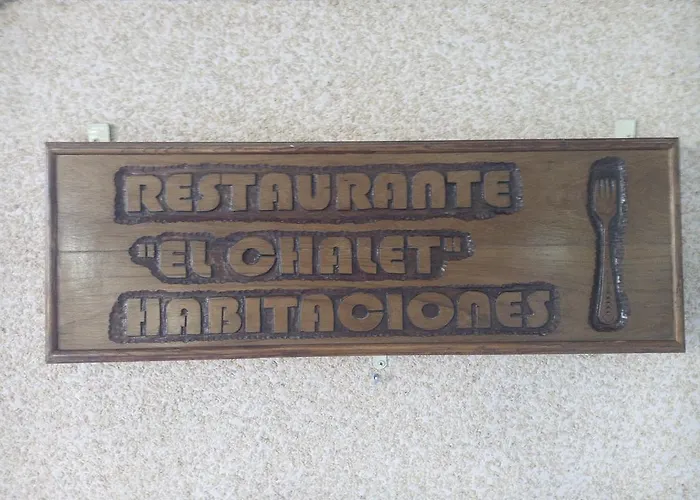 RESTAURANTE
"EL CHALET"
HABITACIONES